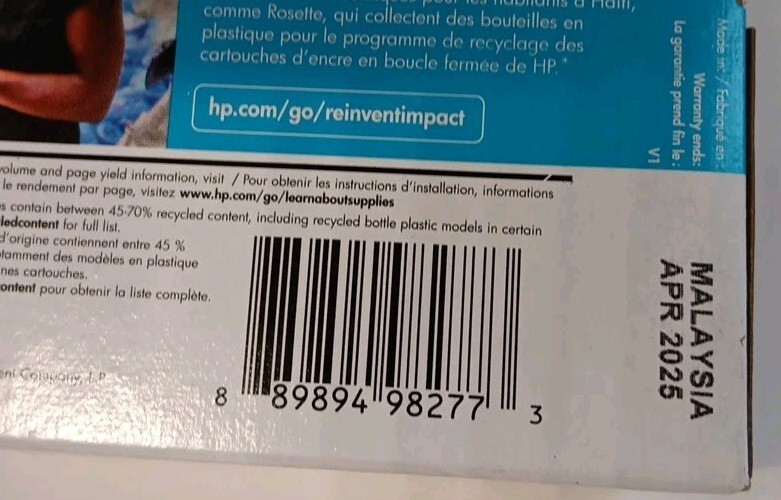 comme Rosette, qui collectent des bouteilles en
plastique pour le programme de recyclage des
cartouches d'encre en boucle fermée de HP.*
hp.com/go/reinventimpact
volume and page yield information, visit / Pour obtenir les instructions d'installation, informations
le rendement par page, visitez www.hp.com/go/learnaboutsupplies
contain between 45-70% recycled content, including recycled bottle plastic models in certain
for full list.
d'origine contiennent entre 45 %
des modèles en plastique
cartouches.
pour obtenir la liste complète.
Company, L.P.
8 89894 98277 3
Made in: / Fabriqué en:
Warranty ends:
La garantie prend fin le:
V1
MALAYSIA
APR 2025